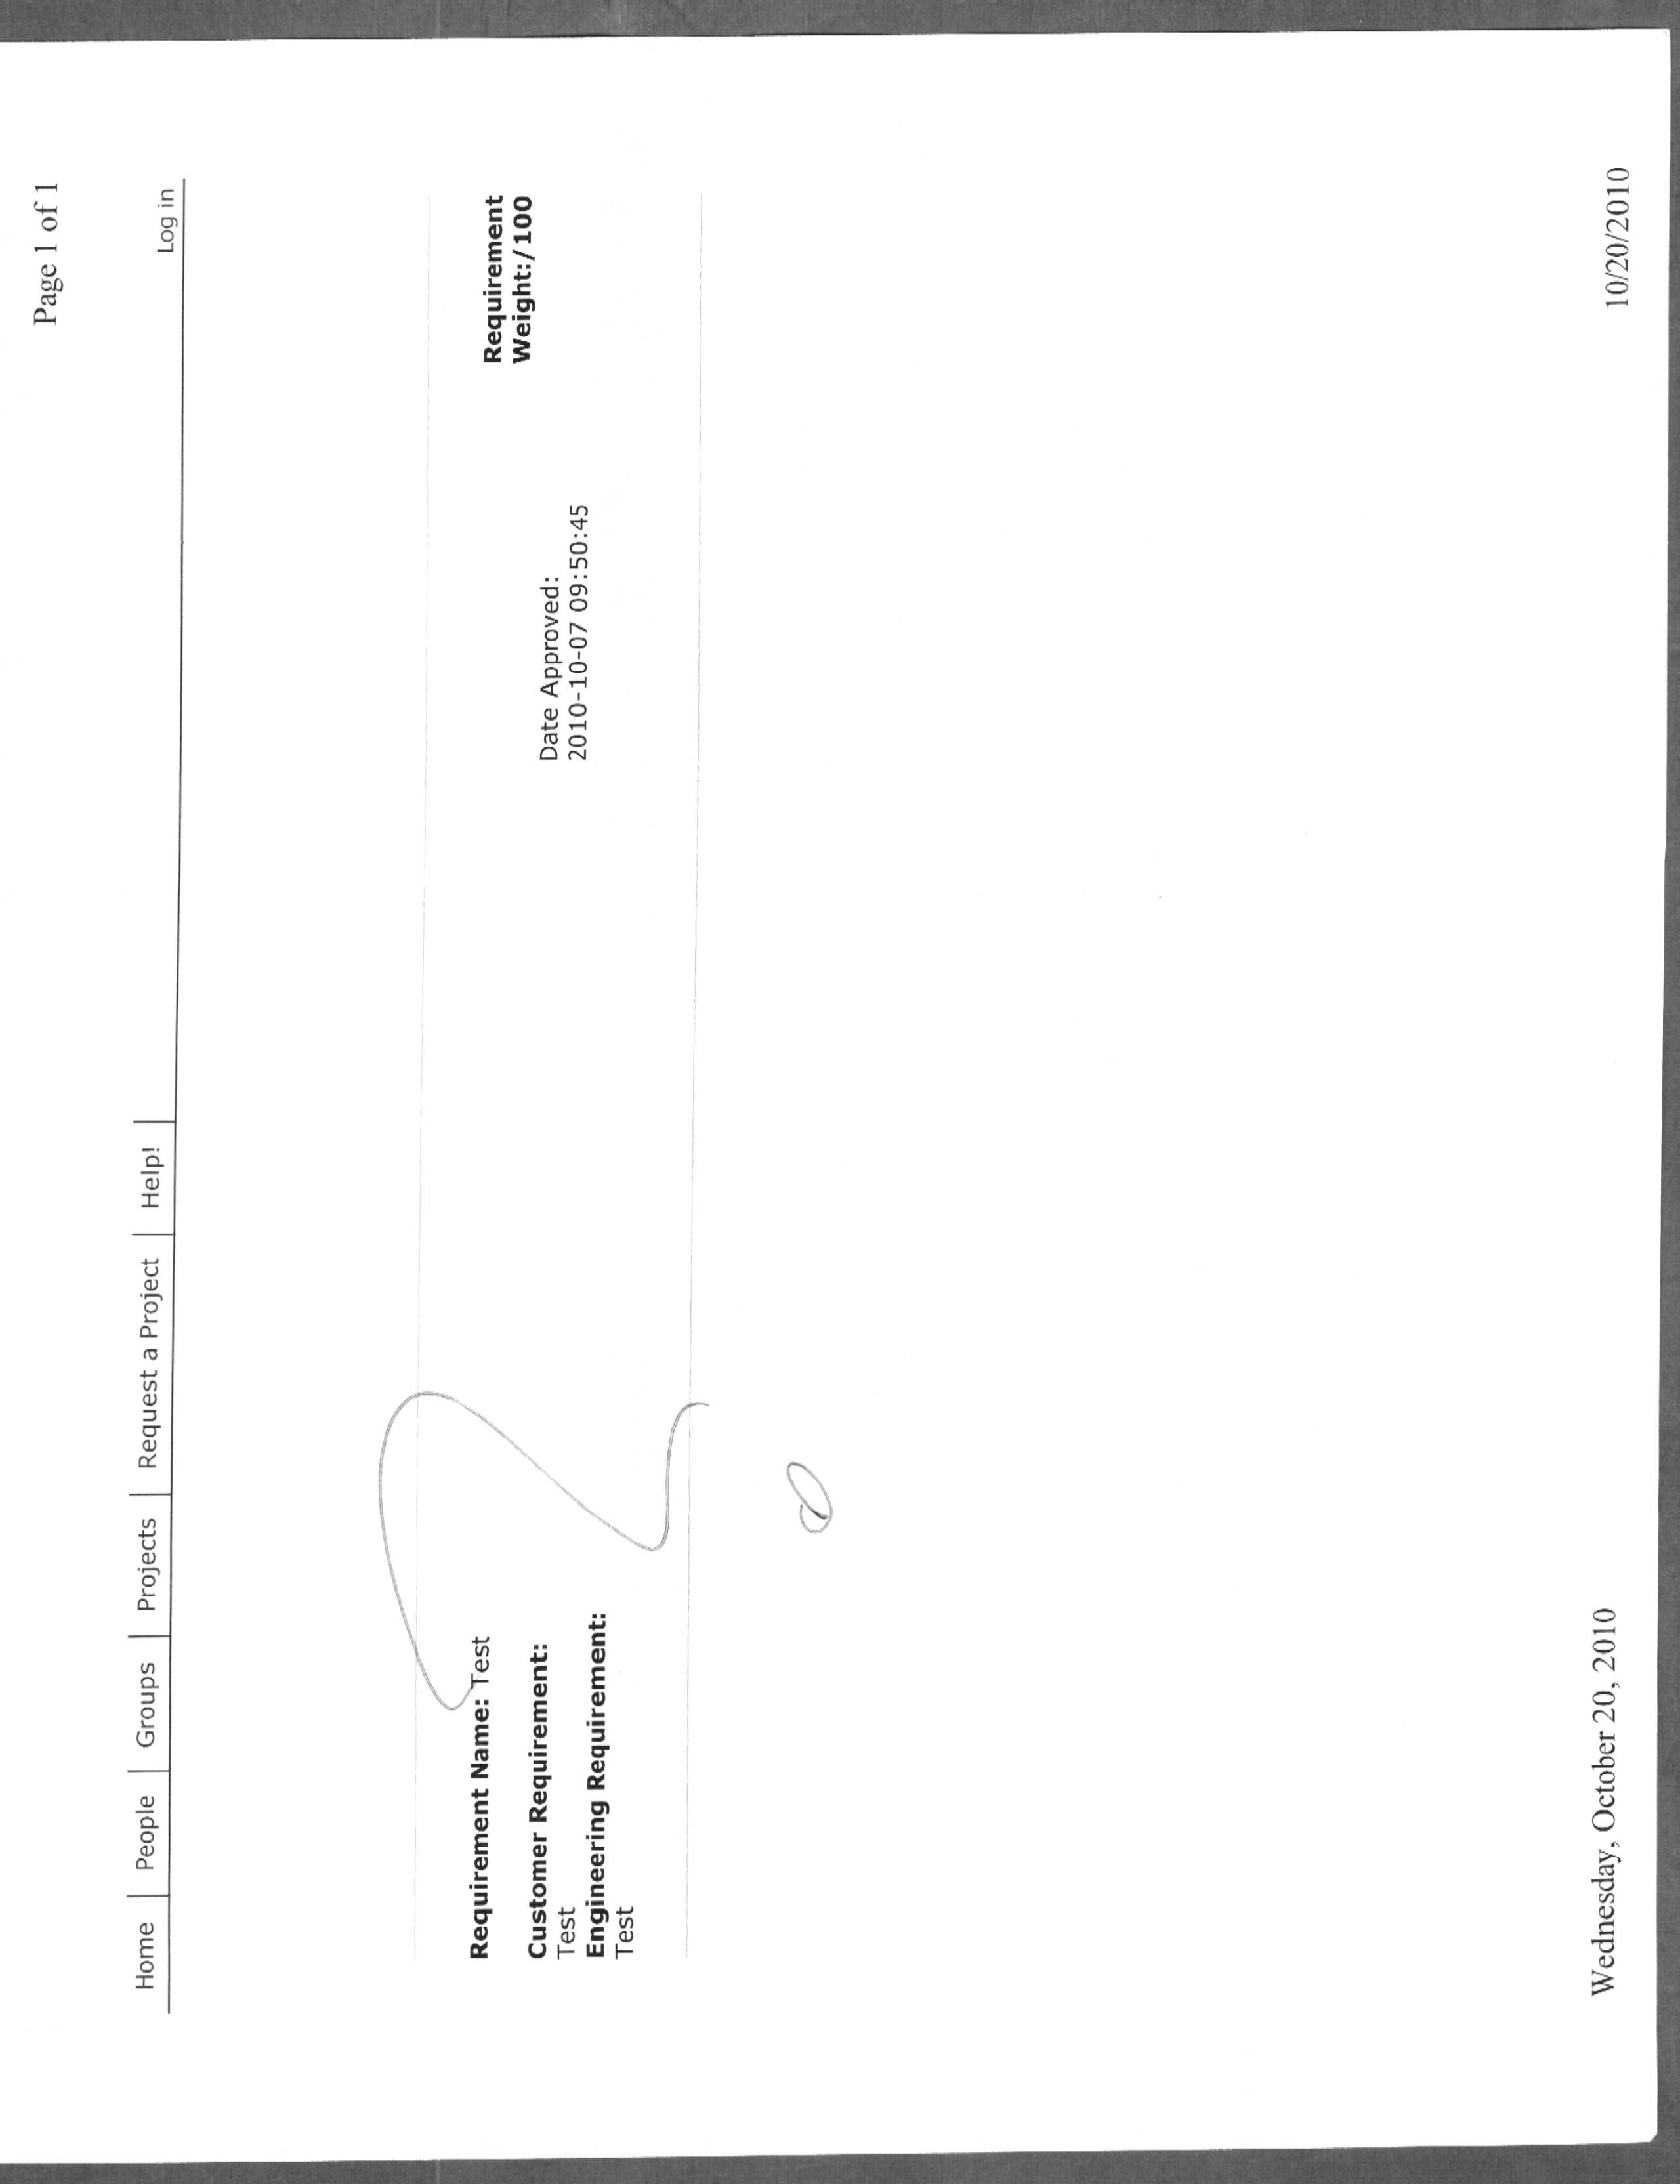 Page 1 of 1
Home | People | Groups | Projects | Request a Project | Help!
Log in
Requirement Name: Test
Requirement
Weight:/100
Customer Requirement:
Test
Date Approved:
2010-10-07 09:50:45
Engineering Requirement:
Test
Wednesday, October 20, 2010
10/20/2010